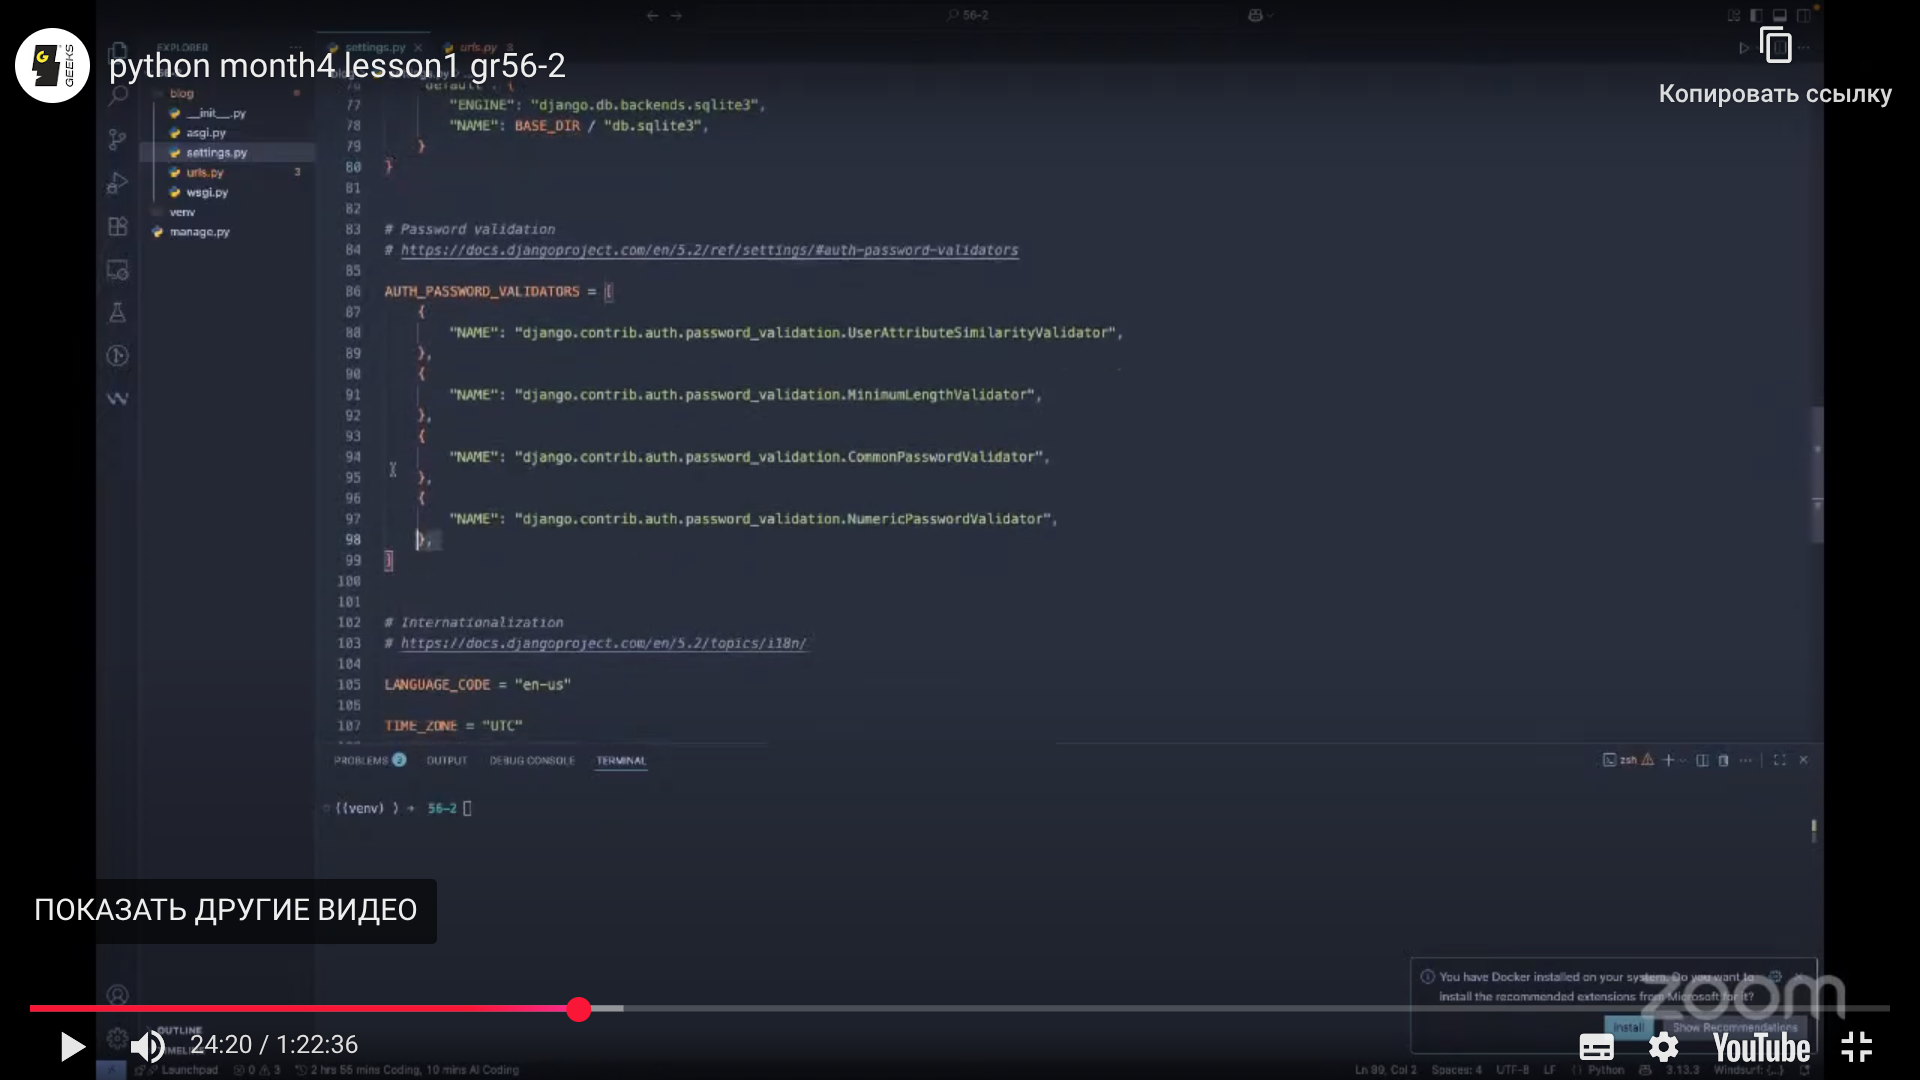 56-2
EXPLORER
settings.py
urls.py 3
GEEKS
python month4 lesson1 gr56-2
Копировать ссылку
blog
__init__.py
asgi.py
settings.py
urls.py 3
wsgi.py
venv
manage.py
76 "default": {
77 "ENGINE": "django.db.backends.sqlite3",
78 "NAME": BASE_DIR / "db.sqlite3",
79 }
80 }
81
82
83 # Password validation
84 # https://docs.djangoproject.com/en/5.2/ref/settings/#auth-password-validators
85
86 AUTH_PASSWORD_VALIDATORS = [
87 {
88 "NAME": "django.contrib.auth.password_validation.UserAttributeSimilarityValidator",
89 },
90 {
91 "NAME": "django.contrib.auth.password_validation.MinimumLengthValidator",
92 },
93 {
94 "NAME": "django.contrib.auth.password_validation.CommonPasswordValidator",
95 },
96 {
97 "NAME": "django.contrib.auth.password_validation.NumericPasswordValidator",
98 },
99 ]
100
101
102 # Internationalization
103 # https://docs.djangoproject.com/en/5.2/topics/i18n/
104
105 LANGUAGE_CODE = "en-us"
106
107 TIME_ZONE = "UTC"
PROBLEMS 3 OUTPUT DEBUG CONSOLE TERMINAL
zsh
((venv) ) → 56-2
ПОКАЗАТЬ ДРУГИЕ ВИДЕО
You have Docker installed on your system. Do you want to
install the recommended extensions from Microsoft for it?
zoom
Install Show Recommendations
OUTLINE
TIMELINE
24:20 / 1:22:36
YouTube
Launchpad 0 3 2 hrs 55 mins Coding, 10 mins AI Coding
Ln 99, Col 2 Spaces: 4 UTF-8 LF Python 3.13.3 Windsurf: {...}